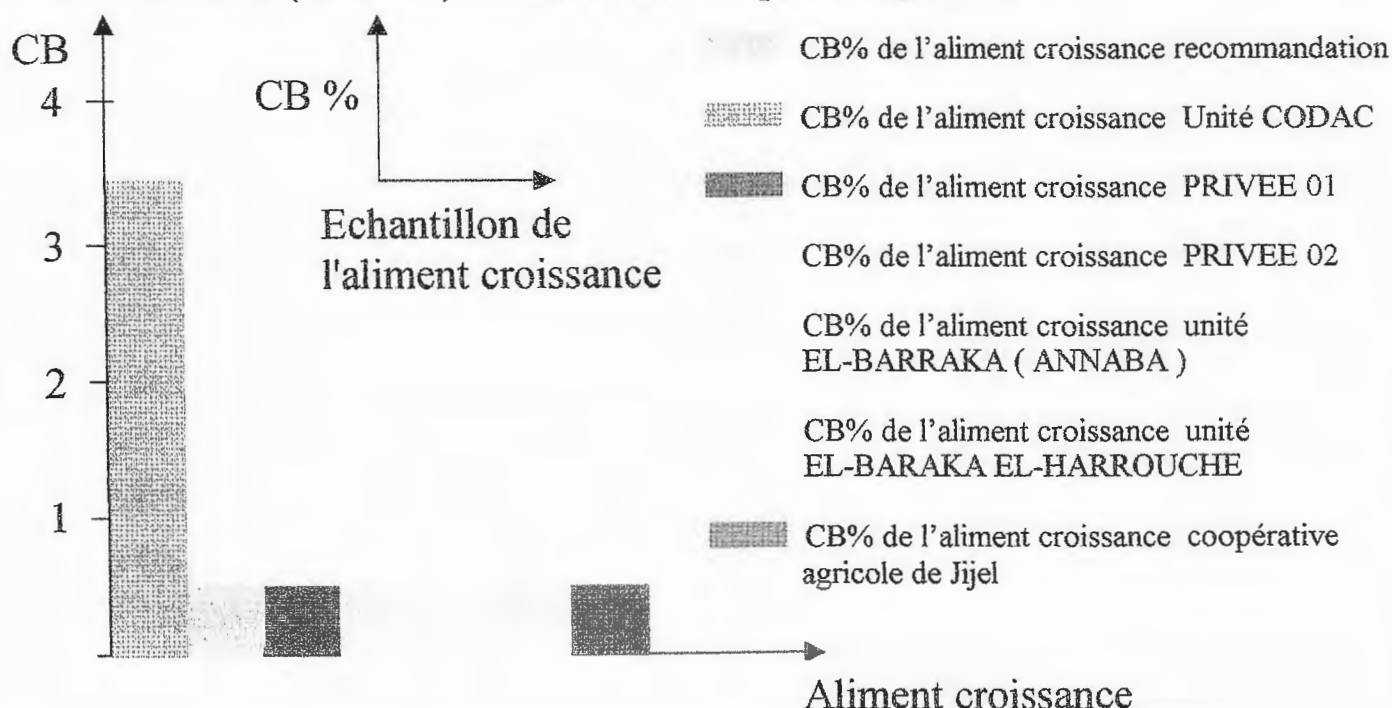 CB
4
3
2
1
CB %
Echantillon de
l'aliment croissance
CB% de l'aliment croissance recommandation
CB% de l'aliment croissance Unité CODAC
CB% de l'aliment croissance PRIVEE 01
CB% de l'aliment croissance PRIVEE 02
CB% de l'aliment croissance unité
EL-BARRAKA ( ANNABA )
CB% de l'aliment croissance unité
EL-BARAKA EL-HARROUCHE
CB% de l'aliment croissance coopérative
agricole de Jijel
Aliment croissance